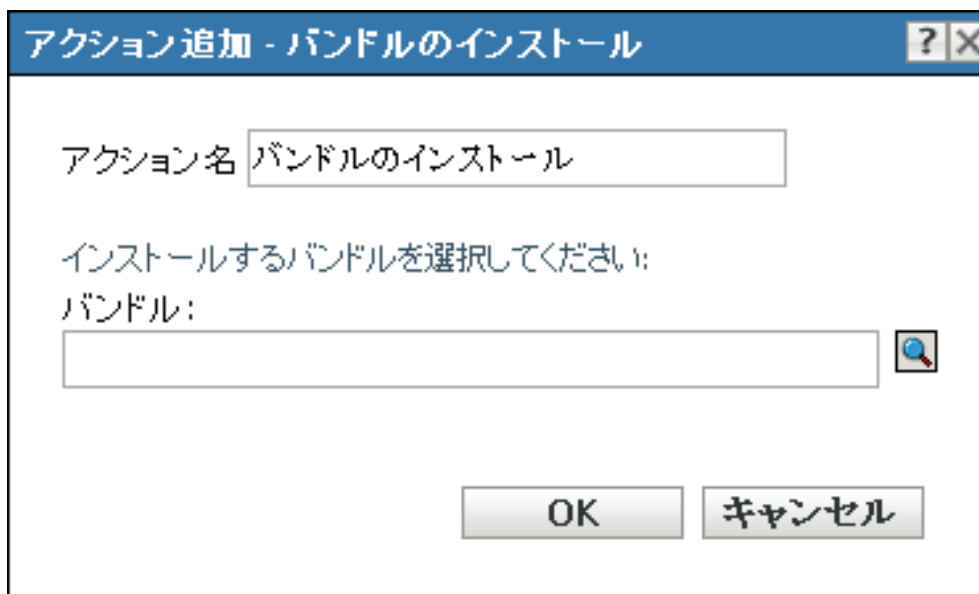 アクション追加 - バンドルのインストール ?
アクション名 バンドルのインストール
インストールするバンドルを選択してください:
バンドル:
OK キャンセル